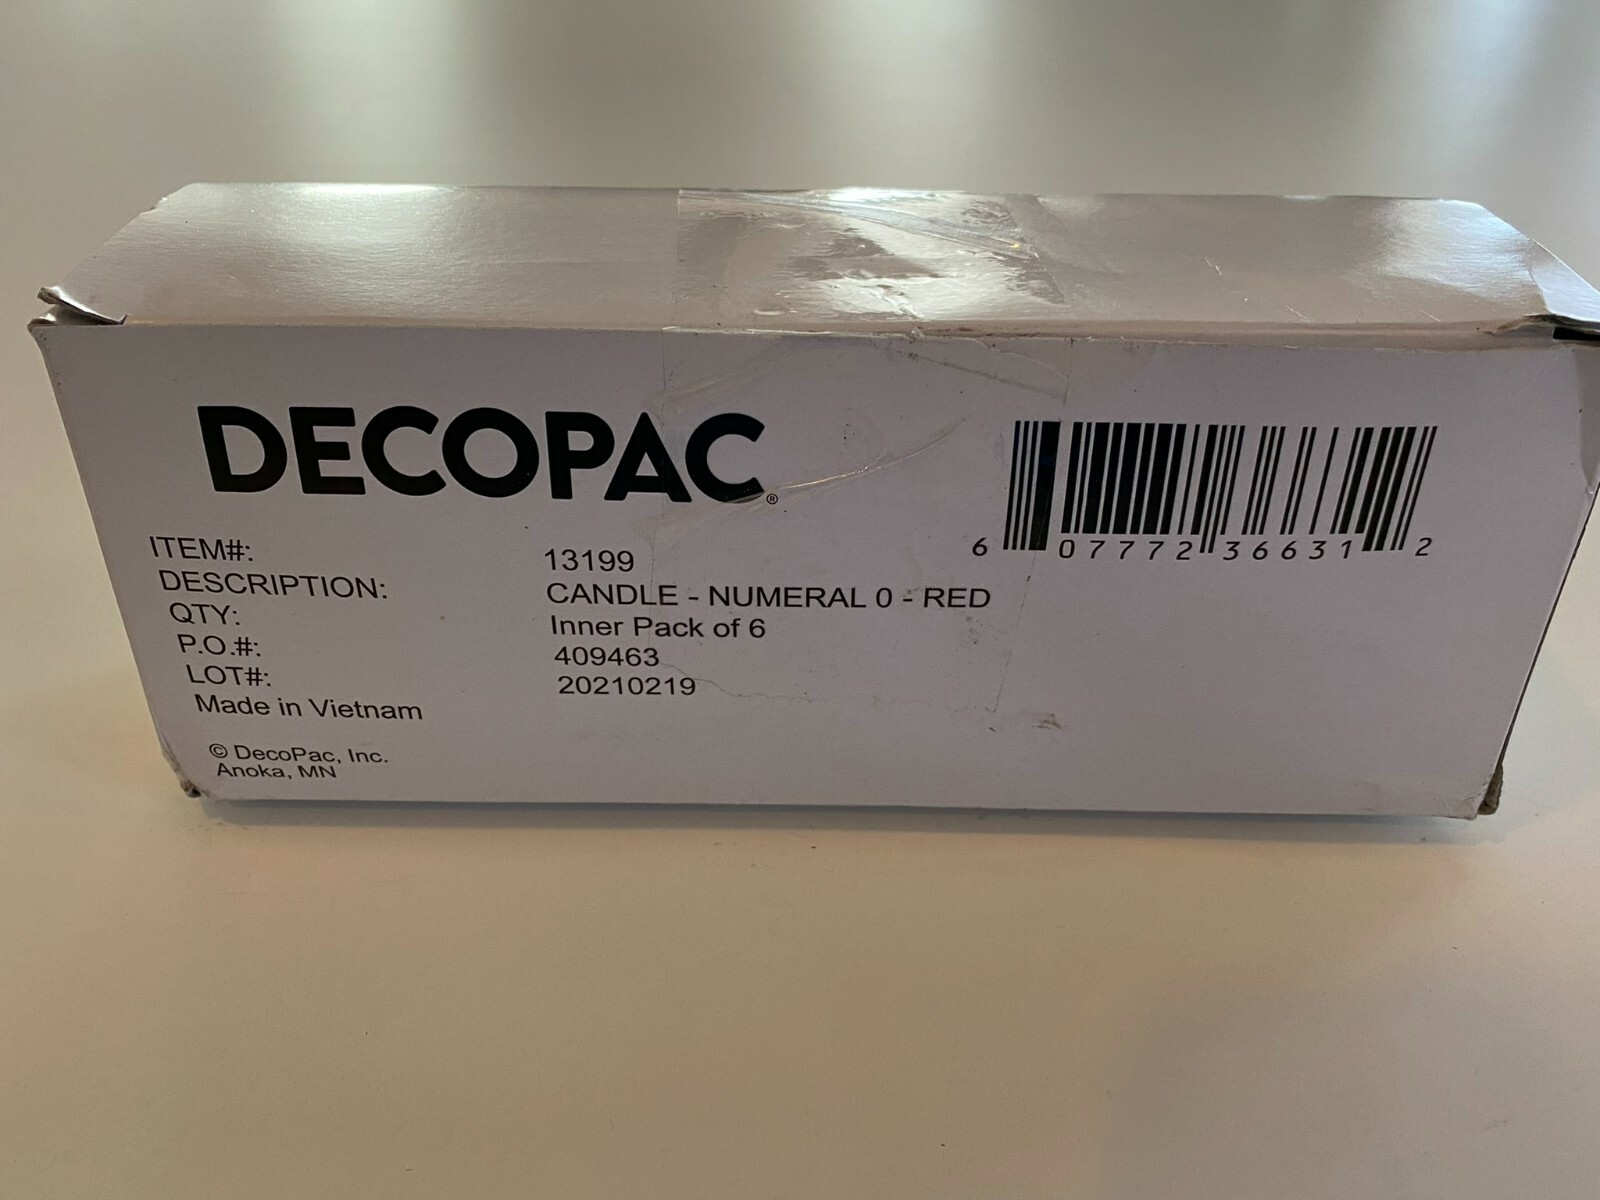 DECOPAC®
6 07772 36631 2
ITEM#: 13199
DESCRIPTION: CANDLE - NUMERAL 0 - RED
QTY: Inner Pack of 6
P.O.#: 409463
LOT#: 20210219
Made in Vietnam
© DecoPac, Inc.
Anoka, MN